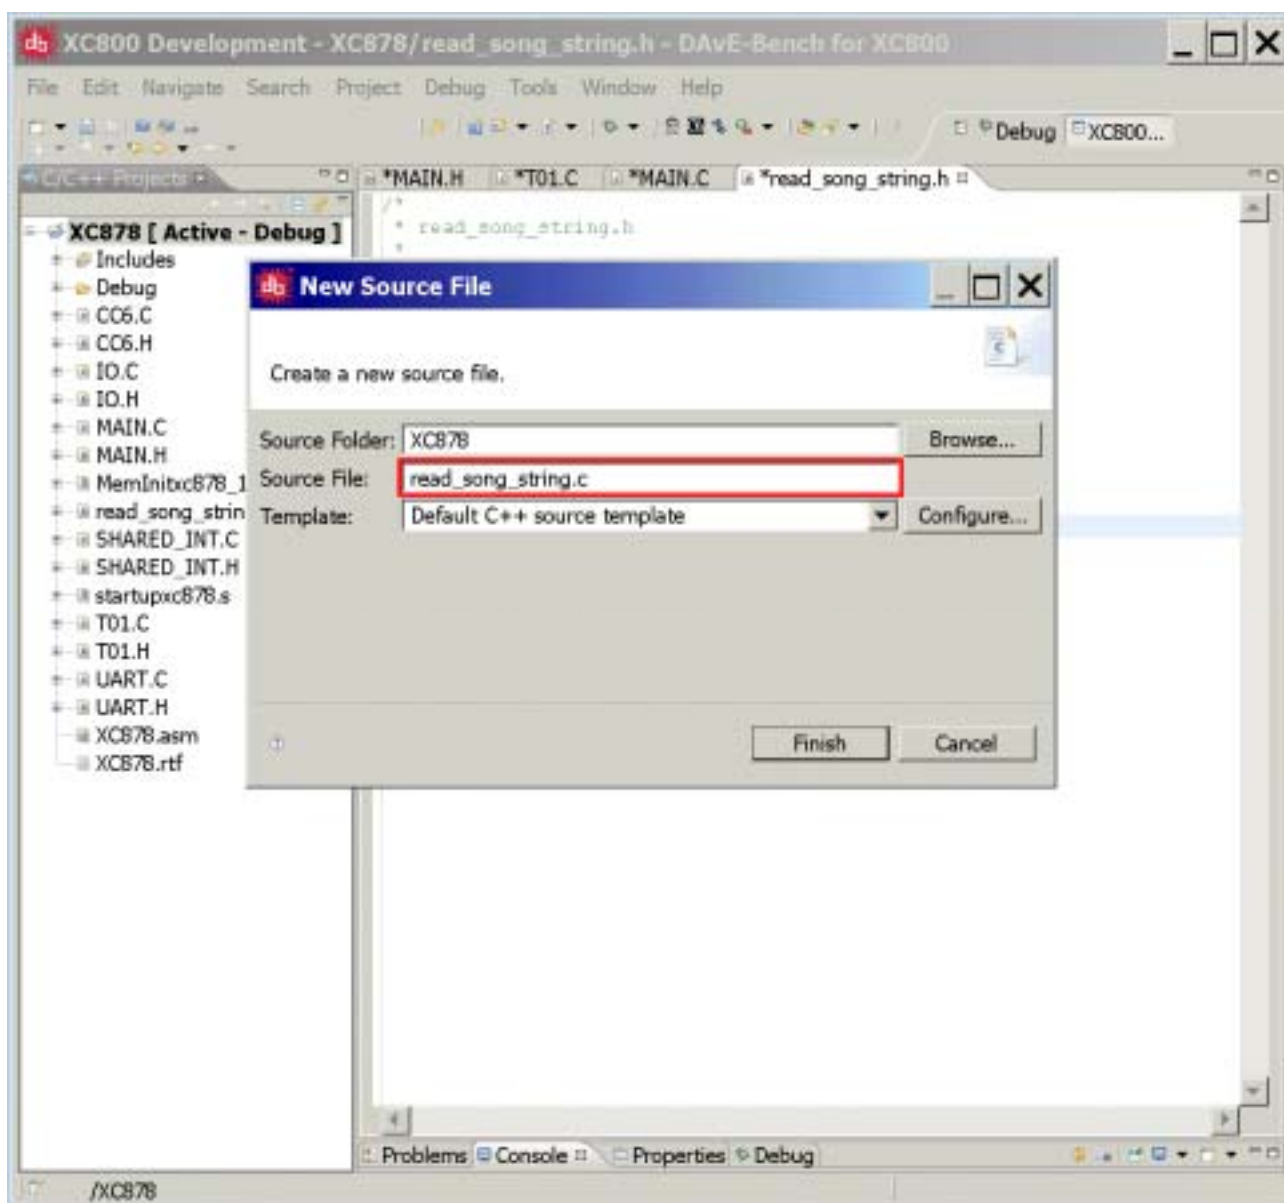 XC800 Development - XC878/read_song_string.h - DAvE-Bench for XC800
File Edit Navigate Search Project Debug Tools Window Help
Debug XC800...
C/C++ Projects *MAIN.H *T01.C *MAIN.C *read_song_string.h
/*
* read_song_string.h
*
XC878 [ Active - Debug ]
Includes
Debug
CC6.C
CC6.H
IO.C
IO.H
MAIN.C
MAIN.H
MemInitxc878_1
read_song_strin
SHARED_INT.C
SHARED_INT.H
startupxc878.s
T01.C
T01.H
UART.C
UART.H
XC878.asm
XC878.rtf
New Source File
Create a new source file.
Source Folder: XC878 Browse...
Source File: read_song_string.c
Template: Default C++ source template Configure...
Finish Cancel
Problems Console Properties Debug
/XC878